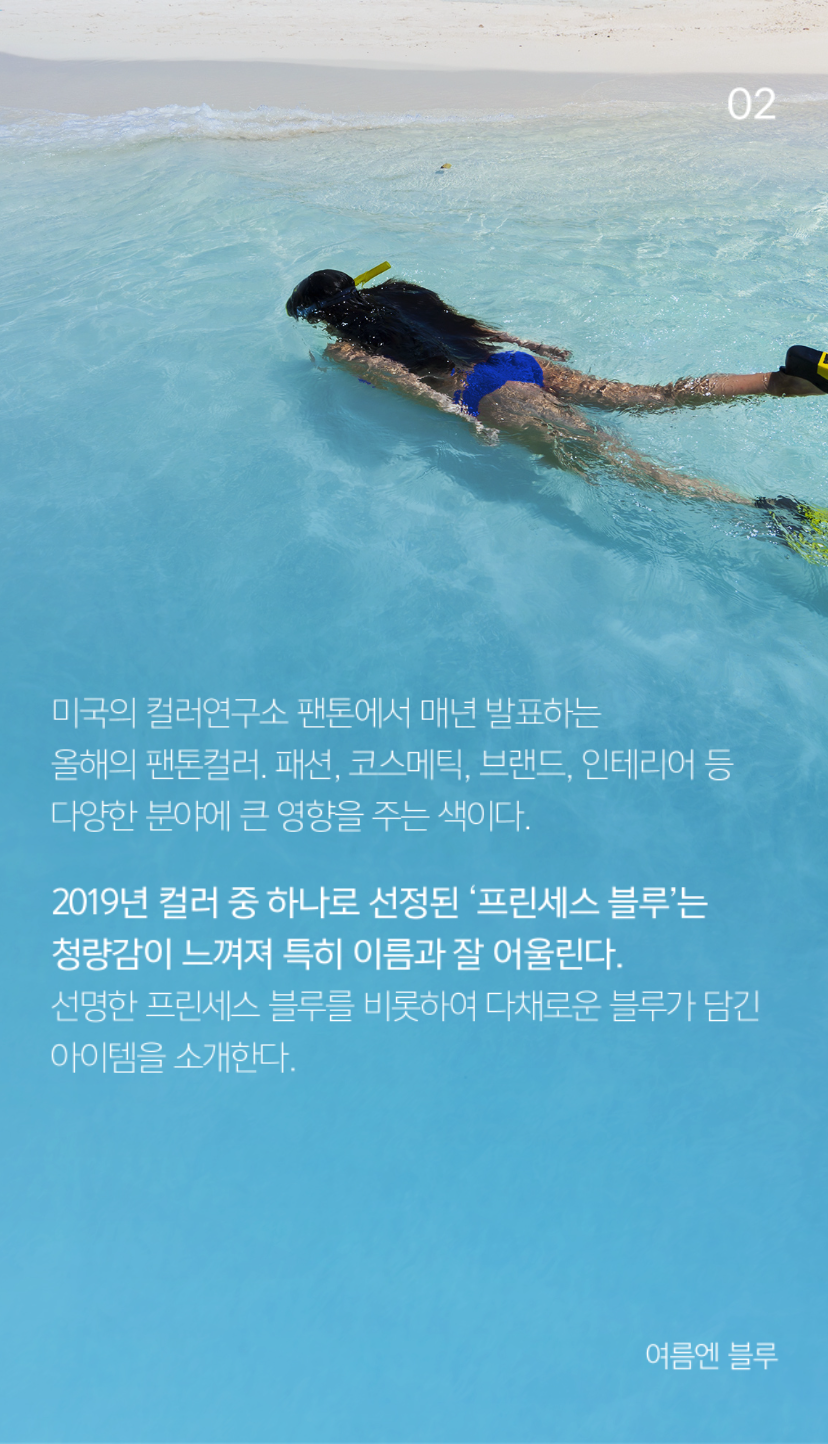 02
미국의 컬러연구소 팬톤에서 매년 발표하는
올해의 팬톤컬러. 패션, 코스메틱, 브랜드, 인테리어 등
다양한 분야에 큰 영향을 주는 색이다.
2019년 컬러 중 하나로 선정된 ‘프린세스 블루’는
청량감이 느껴져 특히 이름과 잘 어울린다.
선명한 프린세스 블루를 비롯하여 다채로운 블루가 담긴
아이템을 소개한다.
여름엔 블루